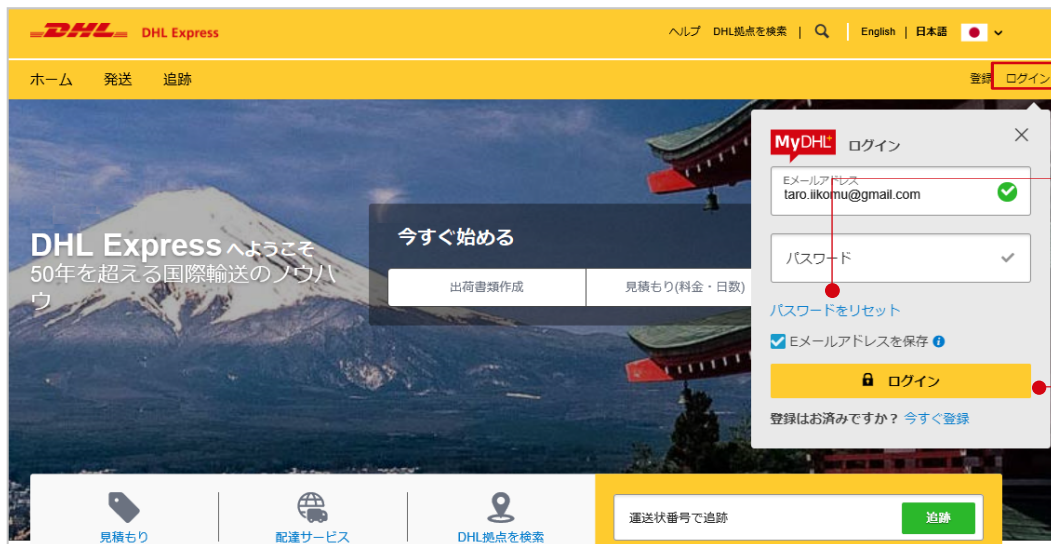 DHL DHL Express
ヘルプ DHL拠点を検索 | English | 日本語
ホーム 発送 追跡
登録 ログイン
MyDHL+ ログイン
Eメールアドレス
taro.iikomu@gmail.com
パスワード
パスワードをリセット
Eメールアドレスを保存
ログイン
登録はお済みですか？ 今すぐ登録
DHL Express へようこそ
50年を超える国際輸送のノウハ
ウ
今すぐ始める
出荷書類作成
見積もり(料金・日数)
見積もり
配達サービス
DHL拠点を検索
運送状番号で追跡
追跡